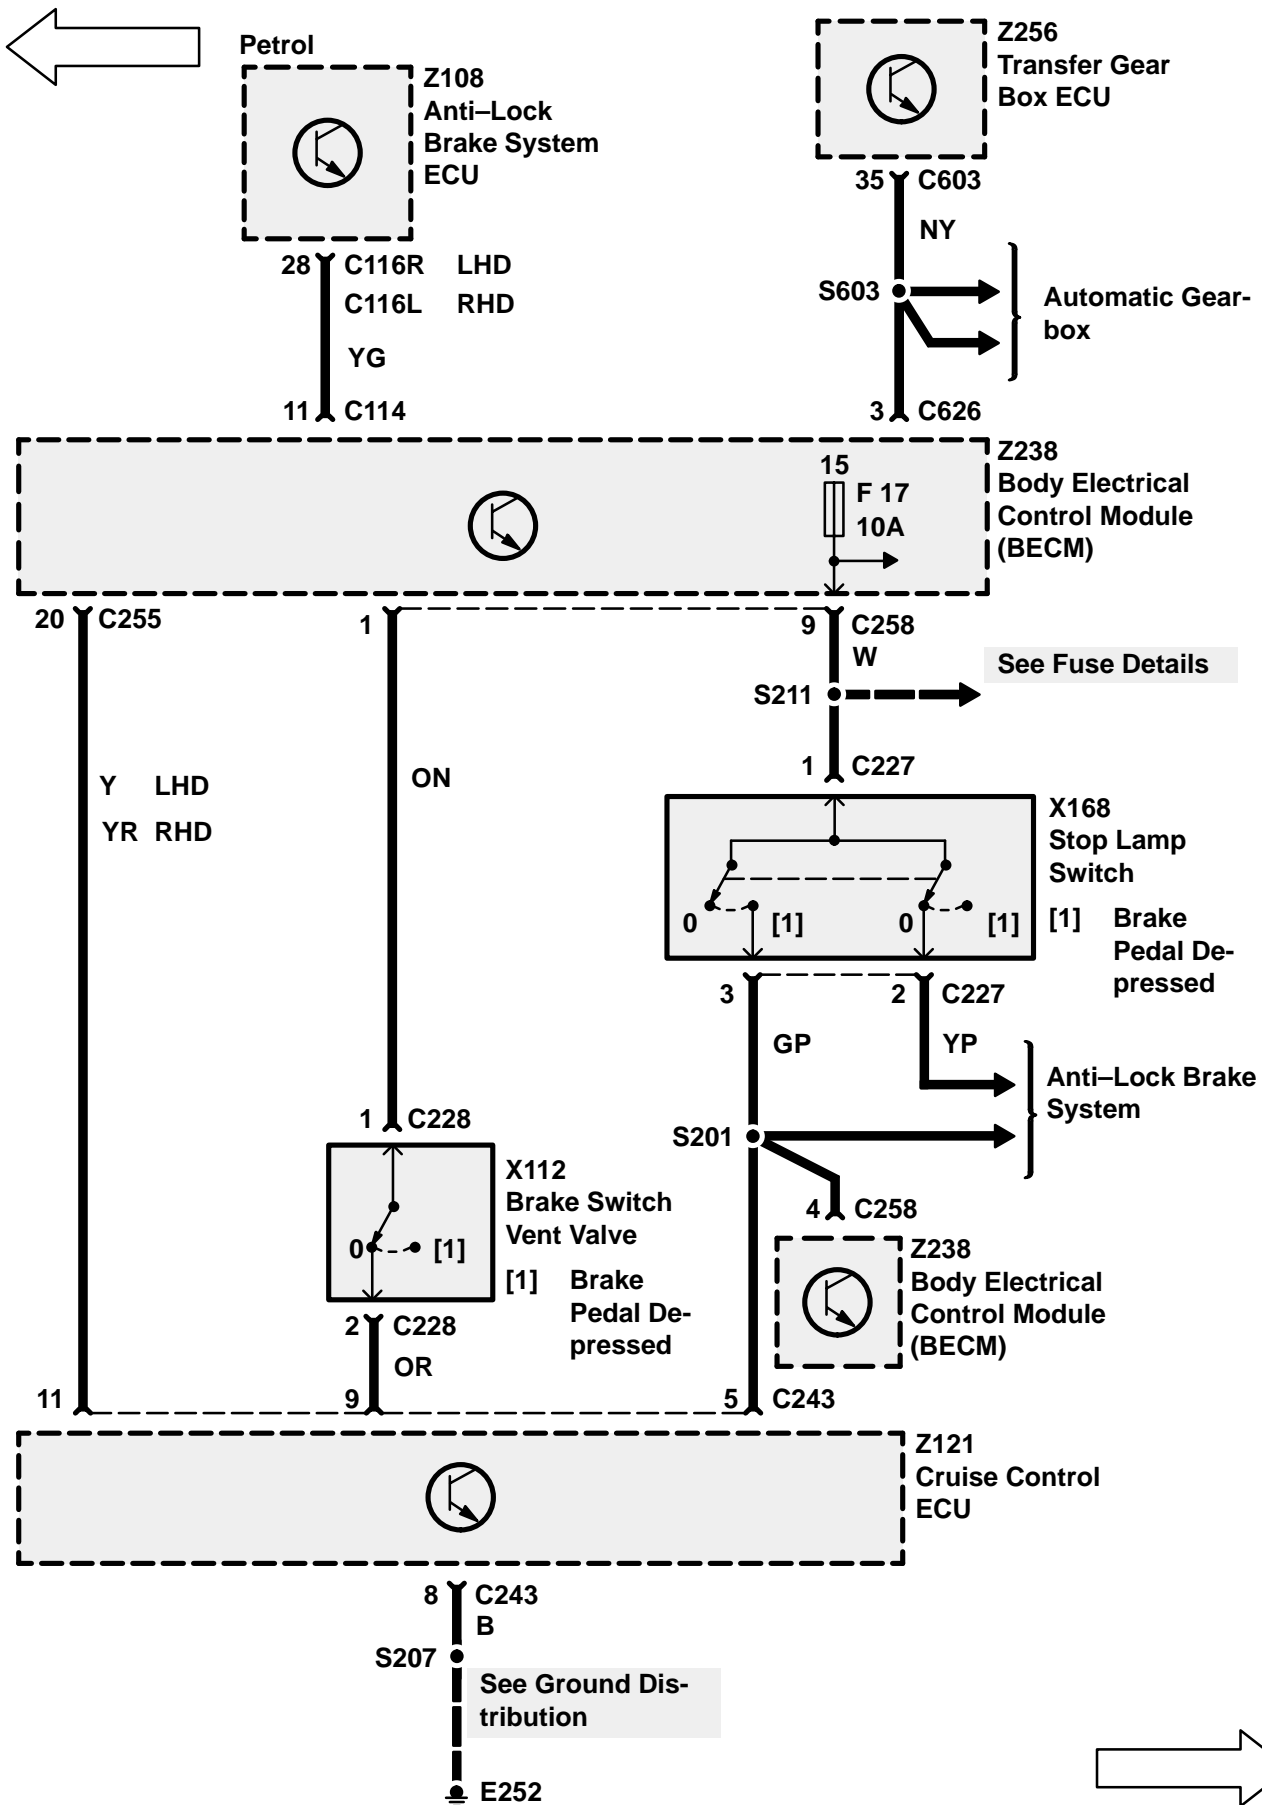 Petrol
Z108
Anti–Lock
Brake System
ECU
Z256
Transfer Gear
Box ECU
35 C603
NY
28 C116R LHD
C116L RHD
S603
Automatic Gear-
box
YG
11 C114
3 C626
Z238
Body Electrical
Control Module
(BECM)
15
F 17
10A
20 C255
1
9 C258
W
See Fuse Details
S211
1 C227
Y LHD
YR RHD
ON
X168
Stop Lamp
Switch
0 [1]
0 [1]
[1] Brake
Pedal De-
pressed
3
2 C227
GP
YP
Anti–Lock Brake
System
1 C228
S201
X112
Brake Switch
Vent Valve
0 [1]
[1] Brake
Pedal De-
pressed
4 C258
Z238
Body Electrical
Control Module
(BECM)
2 C228
OR
11
9
5 C243
Z121
Cruise Control
ECU
8 C243
B
S207
See Ground Dis-
tribution
E252